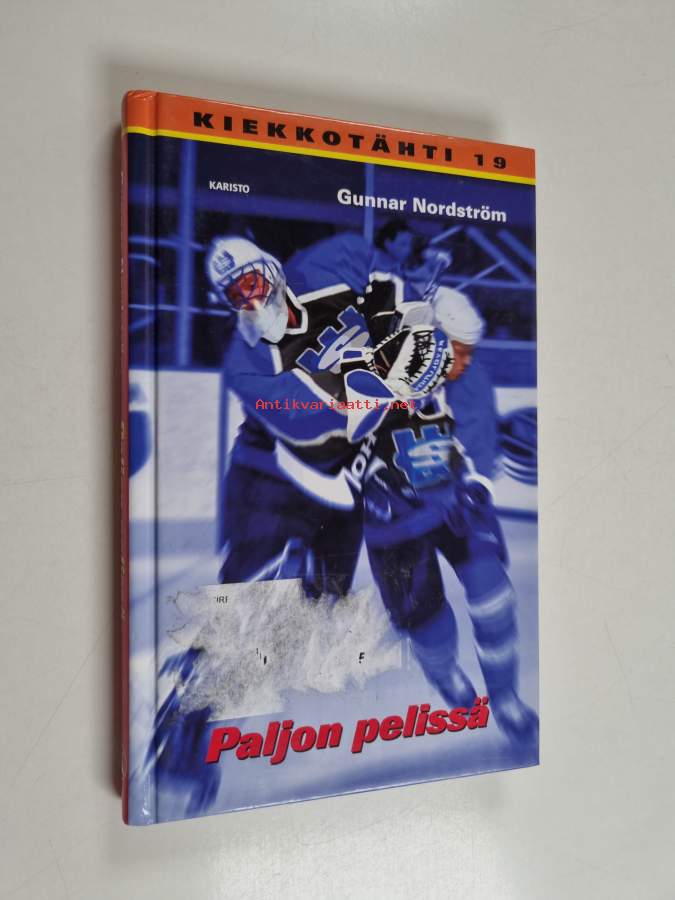 KIEKKOTÄHTI 19
KARISTO
Gunnar Nordström
Antikvariaatti.net
Paljon pelissä